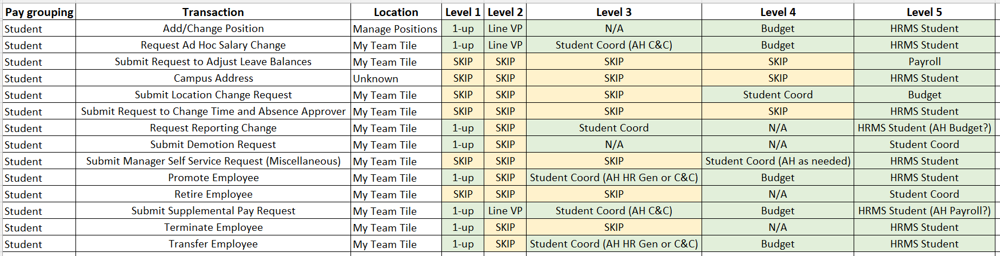 Pay grouping Transaction Location Level 1 Level 2 Level 3 Level 4 Level 5
Student Add/Change Position Manage Positions 1-up Line VP N/A Budget HRMS Student
Student Request Ad Hoc Salary Change My Team Tile 1-up Line VP Student Coord (AH C&C) Budget HRMS Student
Student Submit Request to Adjust Leave Balances My Team Tile SKIP SKIP SKIP SKIP Payroll
Student Campus Address Unknown SKIP SKIP SKIP SKIP HRMS Student
Student Submit Location Change Request My Team Tile SKIP SKIP SKIP Student Coord Budget
Student Submit Request to Change Time and Absence Approver My Team Tile SKIP SKIP SKIP SKIP HRMS Student
Student Request Reporting Change My Team Tile 1-up SKIP Student Coord N/A HRMS Student (AH Budget?)
Student Submit Demotion Request My Team Tile 1-up SKIP N/A N/A Student Coord
Student Submit Manager Self Service Request (Miscellaneous) My Team Tile SKIP SKIP SKIP Student Coord (AH as needed) HRMS Student
Student Promote Employee My Team Tile 1-up SKIP Student Coord (AH HR Gen or C&C) Budget HRMS Student
Student Retire Employee My Team Tile SKIP SKIP SKIP N/A Student Coord
Student Submit Supplemental Pay Request My Team Tile 1-up Line VP Student Coord (AH C&C) Budget HRMS Student (AH Payroll?)
Student Terminate Employee My Team Tile 1-up SKIP SKIP N/A HRMS Student
Student Transfer Employee My Team Tile 1-up SKIP Student Coord (AH HR Gen or C&C) Budget HRMS Student